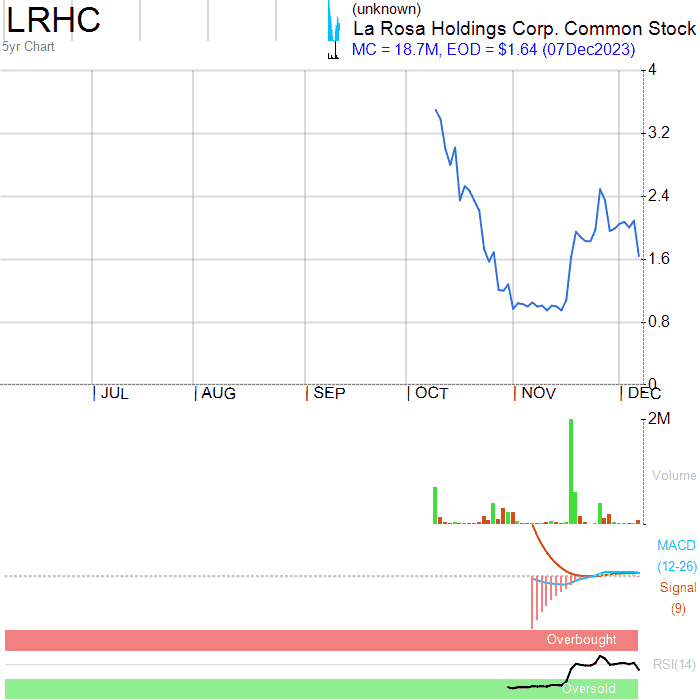 LRHC
5yr Chart
(unknown)
La Rosa Holdings Corp. Common Stock
MC = 18.7M, EOD = $1.64 (07Dec2023)
4
3.2
2.4
1.6
0.8
0
JUL AUG SEP OCT NOV DEC
2M
Volume
MACD
(12-26)
Signal
(9)
Overbought
RSI(14)
Oversold